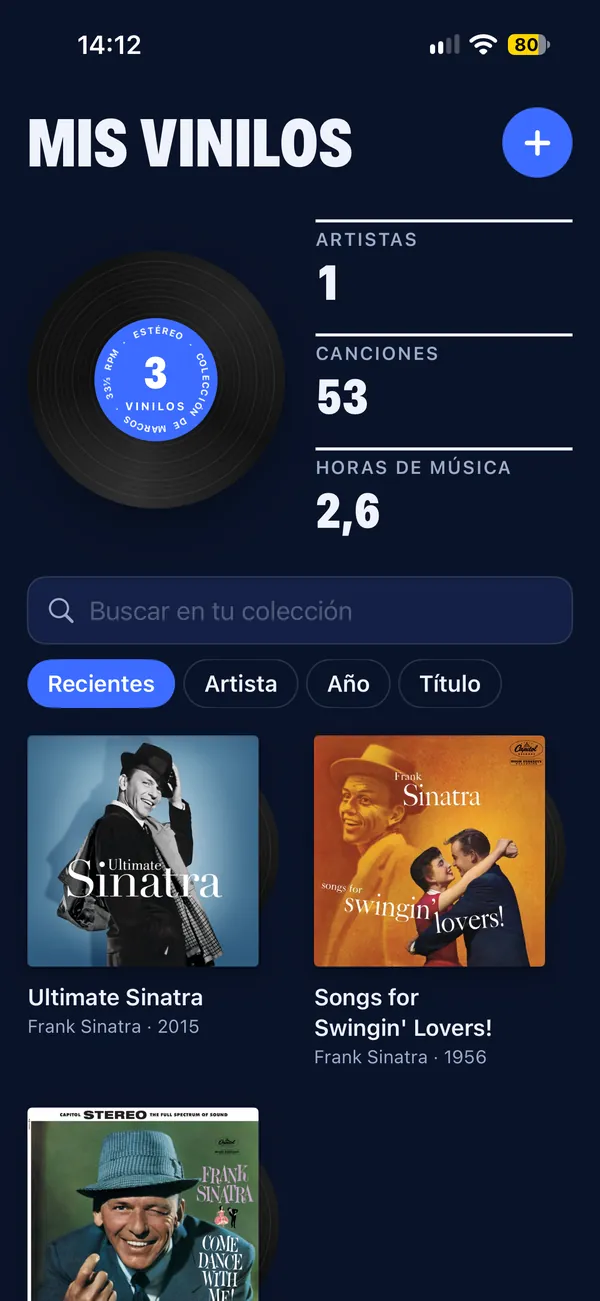 14:12
80
MIS VINILOS
ARTISTAS
1
CANCIONES
53
HORAS DE MÚSICA
2,6
33⅓ RPM · ESTÉREO · COLECCIÓN DE MARCOS ·
3
VINILOS
Buscar en tu colección
Recientes
Artista
Año
Título
Ultimate
Sinatra
Capitol
Frank
Sinatra
songs for
swingin'
lovers!
Ultimate Sinatra
Frank Sinatra · 2015
Songs for
Swingin' Lovers!
Frank Sinatra · 1956
CAPITOL STEREO THE FULL SPECTRUM OF SOUND
Capitol
FRANK
SINATRA
COME
DANCE
WITH
ME!